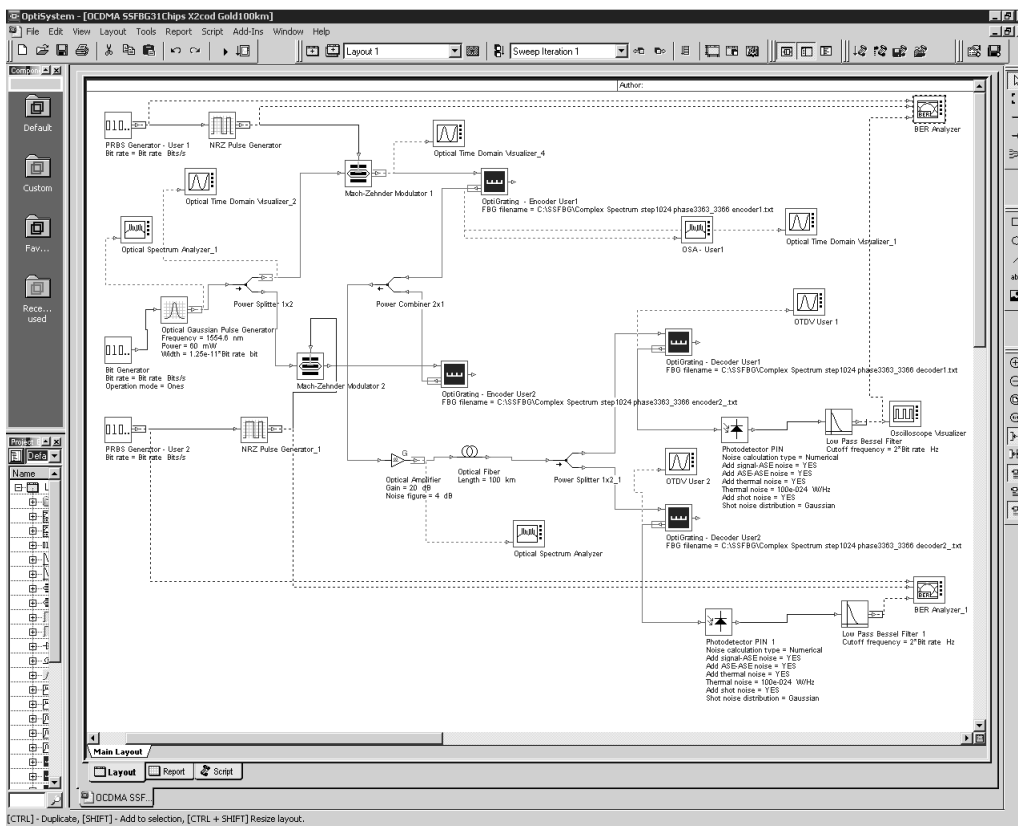 OptiSystem - [OCDMA SSFBG31Chips X2cod Gold100km]
File Edit View Layout Tools Report Script Add-Ins Window Help
Layout 1
Sweep Iteration 1
Compon
Default
Custom
Fav...
Rece...
used
Project
Defa
Name
Author:
010..
PRBS Generator - User 1
Bit rate = Bit rate Bits/s
NRZ Pulse Generator
Optical Time Domain Visualizer_4
BER Analyzer
Mach-Zehnder Modulator 1
Optical Time Domain Visualizer_2
OptiGrating - Encoder User1
FBG filename = C:\SSFBG\Complex Spectrum step1024 phase3363_3366 encoder1.txt
Optical Spectrum Analyzer_1
OSA - User1
Optical Time Domain Visualizer_1
Power Splitter 1x2
Power Combiner 2x1
Optical Gaussian Pulse Generator
Frequency = 1554.6 nm
Power = 60 mW
Width = 1.25e-11*Bit rate bit
OTDV User 1
010..
Bit Generator
Bit rate = Bit rate Bits/s
Operation mode = Ones
Mach-Zehnder Modulator 2
OptiGrating - Decoder User1
FBG filename = C:\SSFBG\Complex Spectrum step1024 phase3363_3366 decoder1.txt
OptiGrating - Encoder User2
FBG filename = C:\SSFBG\Complex Spectrum step1024 phase3363_3366 encoder2_.txt
010..
PRBS Generator - User 2
Bit rate = Bit rate Bits/s
NRZ Pulse Generator_1
Oscilloscope Visualizer
Low Pass Bessel Filter
Cutoff frequency = 2*Bit rate Hz
Photodetector PIN
Noise calculation type = Numerical
Add signal-ASE noise = YES
Add ASE-ASE noise = YES
Add thermal noise = YES
Thermal noise = 100e-024 W/Hz
Add shot noise = YES
Shot noise distribution = Gaussian
G
Optical Amplifier
Gain = 20 dB
Noise figure = 4 dB
Optical Fiber
Length = 100 km
Power Splitter 1x2_1
OTDV User 2
Optical Spectrum Analyzer
OptiGrating - Decoder User2
FBG filename = C:\SSFBG\Complex Spectrum step1024 phase3363_3366 decoder2_.txt
BER Analyzer_1
Low Pass Bessel Filter 1
Cutoff frequency = 2*Bit rate Hz
Photodetector PIN 1
Noise calculation type = Numerical
Add signal-ASE noise = YES
Add ASE-ASE noise = YES
Add thermal noise = YES
Thermal noise = 100e-024 W/Hz
Add shot noise = YES
Shot noise distribution = Gaussian
Main Layout
Layout Report Script
OCDMA SSF...
[CTRL] - Duplicate, [SHIFT] - Add to selection, [CTRL + SHIFT] Resize layout.